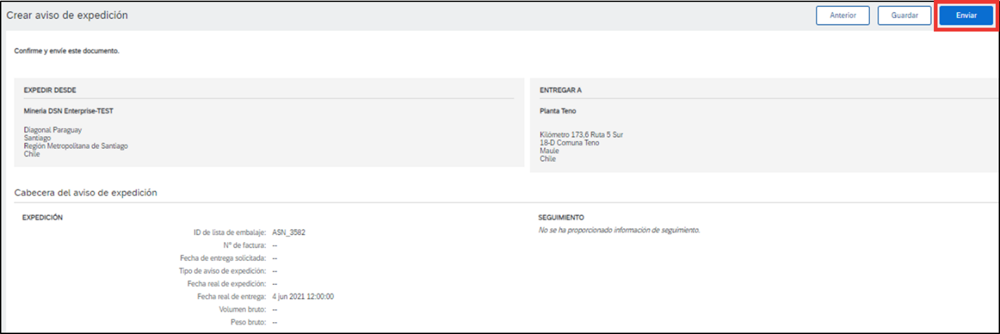 Crear aviso de expedición
Anterior
Guardar
Enviar
Confirme y envíe este documento.
EXPEDIR DESDE
Mineria DSN Enterprise-TEST
Diagonal Paraguay
Santiago
Región Metropolitana de Santiago
Chile
ENTREGAR A
Planta Teno
Kilómetro 173,6 Ruta 5 Sur
18-D Comuna Teno
Maule
Chile
Cabecera del aviso de expedición
EXPEDICIÓN
ID de lista de embalaje: ASN_3582
N° de factura: --
Fecha de entrega solicitada: --
Tipo de aviso de expedición: --
Fecha real de expedición: --
Fecha real de entrega: 4 jun 2021 12:00:00
Volumen bruto: --
Peso bruto: --
SEGUIMIENTO
No se ha proporcionado información de seguimiento.